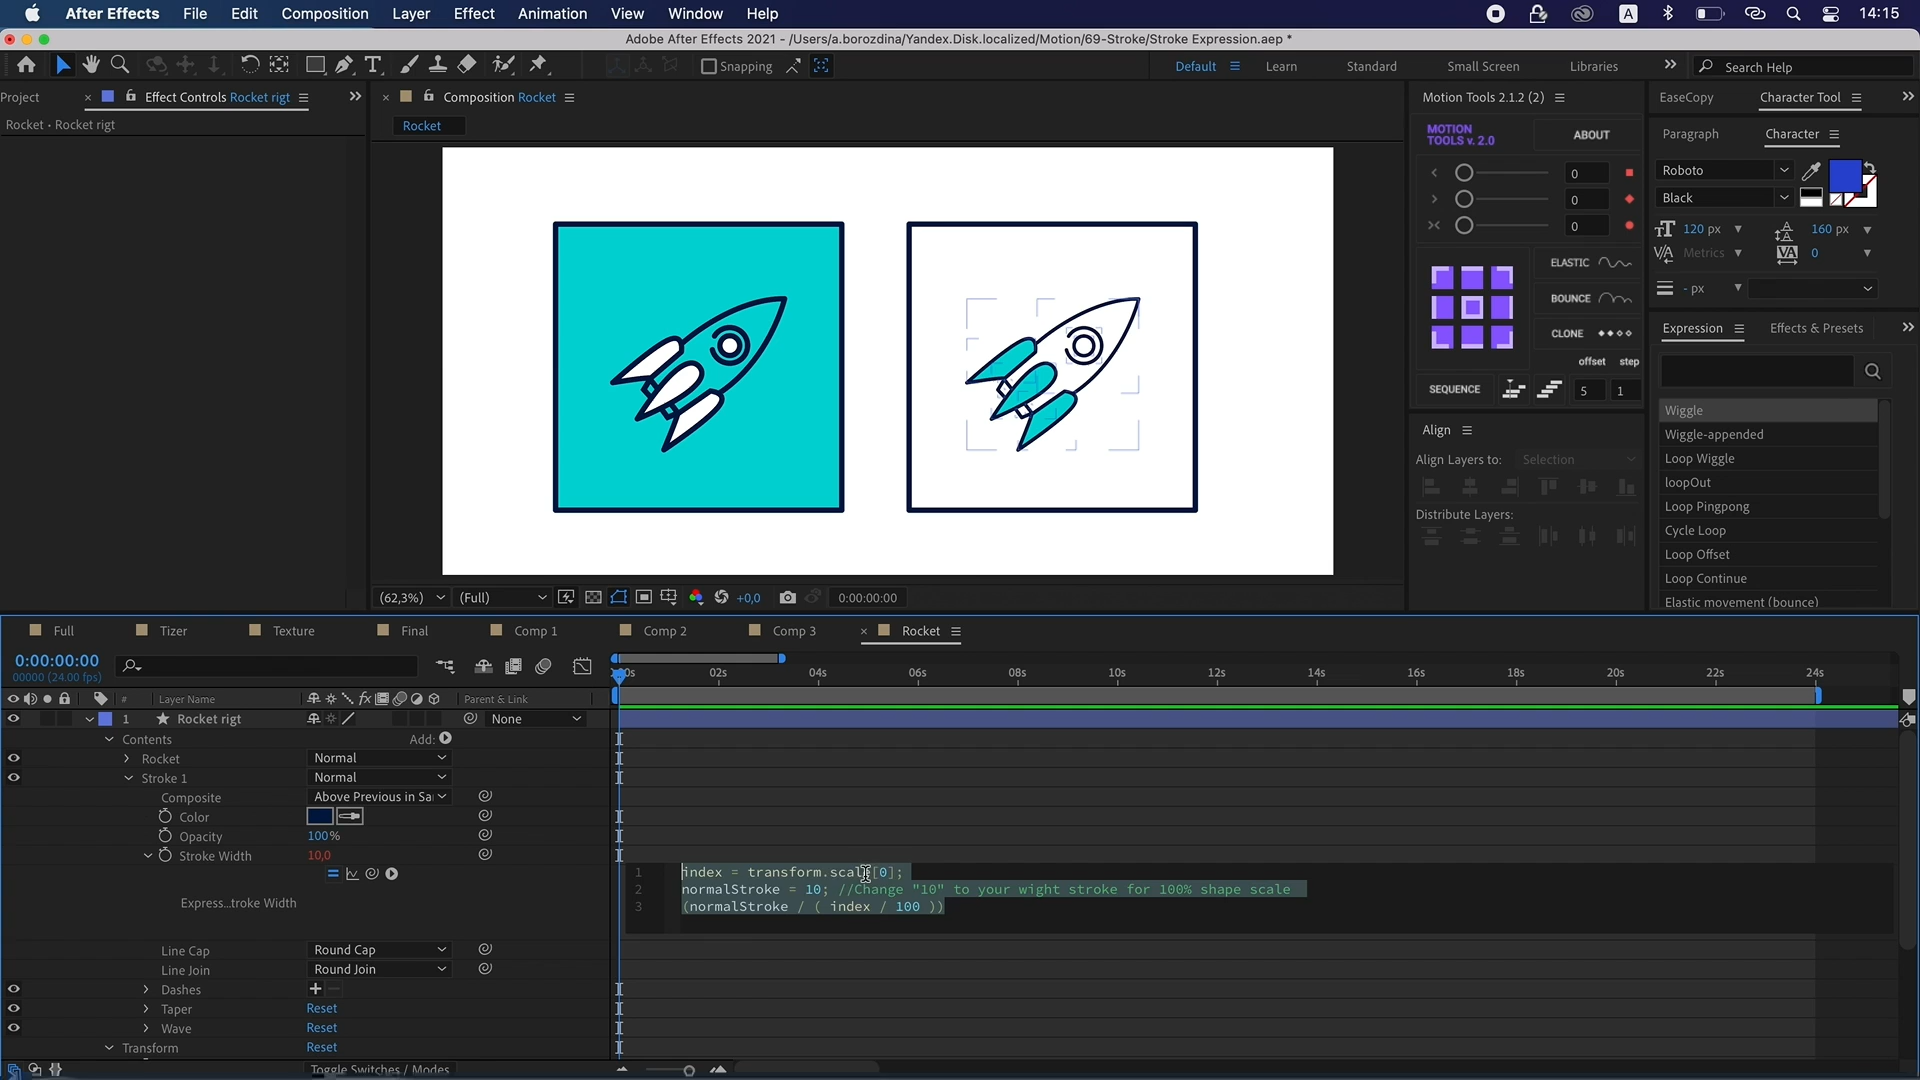 After Effects File Edit Composition Layer Effect Animation View Window Help A 14:15
Adobe After Effects 2021 - /Users/a.borozdina/Yandex.Disk.localized/Motion/69-Stroke/Stroke Expression.aep *
Snapping Default Learn Standard Small Screen Libraries Search Help
Project Effect Controls Rocket rigt Composition Rocket Motion Tools 2.1.2 (2) EaseCopy Character Tool
Rocket • Rocket rigt
Rocket
MOTION
TOOLS v. 2.0
ABOUT
0
0
0
ELASTIC
BOUNCE
CLONE
offset step
SEQUENCE 5 1
Align
Align Layers to: Selection
Distribute Layers:
Paragraph Character
Roboto
Black
120 px 160 px
Metrics 0
- px
Expression Effects & Presets
Wiggle
Wiggle-appended
Loop Wiggle
loopOut
Loop Pingpong
Cycle Loop
Loop Offset
Loop Continue
Elastic movement (bounce)
(62,3%) (Full) +0,0 0:00:00:00
Full Tizer Texture Final Comp 1 Comp 2 Comp 3 Rocket
0:00:00:00
00000 (24.00 fps)
02s 04s 06s 08s 10s 12s 14s 16s 18s 20s 22s 24s
# Layer Name fx Parent & Link
1 Rocket rigt None
Contents Add:
Rocket Normal
Stroke 1 Normal
Composite Above Previous in Sa
Color
Opacity 100%
Stroke Width 10,0
Express...troke Width
1 index = transform.scale[0];
2 normalStroke = 10; //Change "10" to your wight stroke for 100% shape scale
3 (normalStroke / ( index / 100 ))
Line Cap Round Cap
Line Join Round Join
Dashes
Taper Reset
Wave Reset
Transform Reset
Toggle Switches / Modes